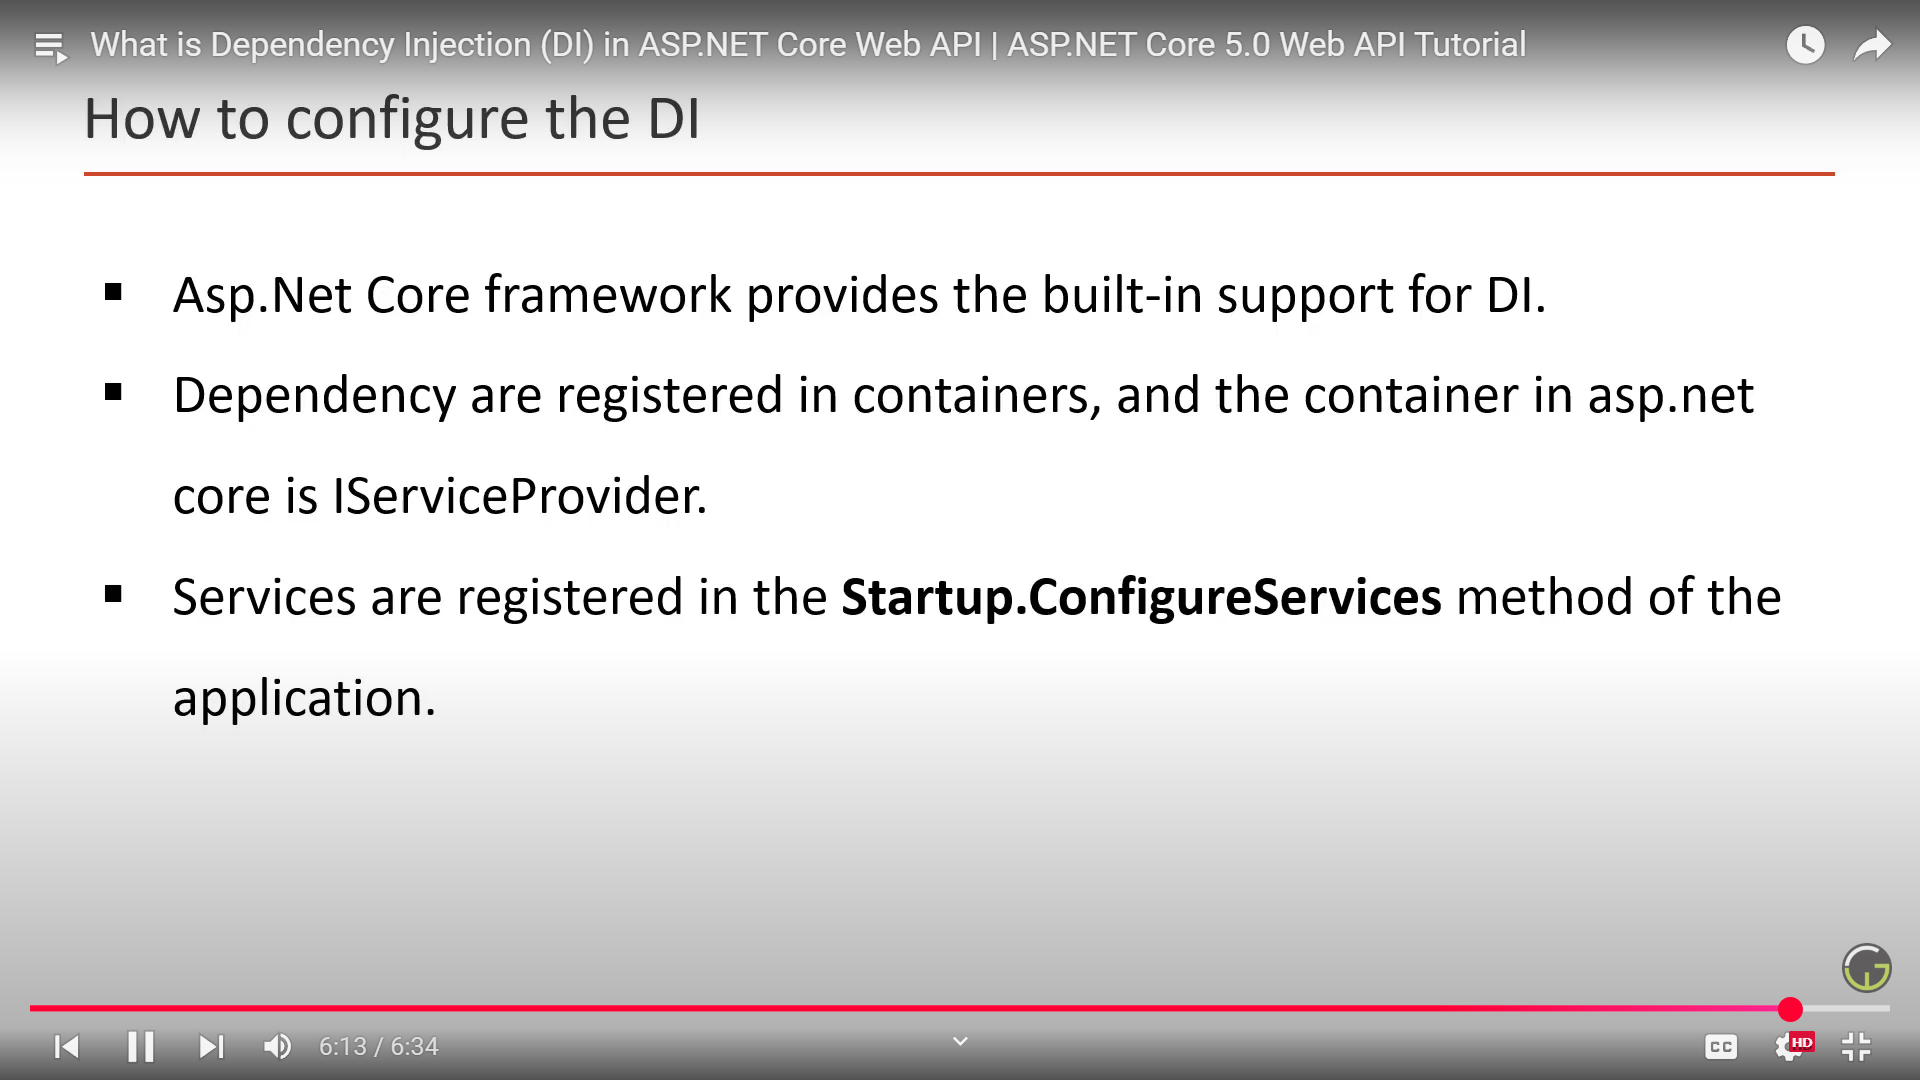 What is Dependency Injection (DI) in ASP.NET Core Web API | ASP.NET Core 5.0 Web API Tutorial
How to configure the DI
▪ Asp.Net Core framework provides the built-in support for DI.
▪ Dependency are registered in containers, and the container in asp.net
core is IServiceProvider.
▪ Services are registered in the Startup.ConfigureServices method of the
application.
6:13 / 6:34
CC
HD